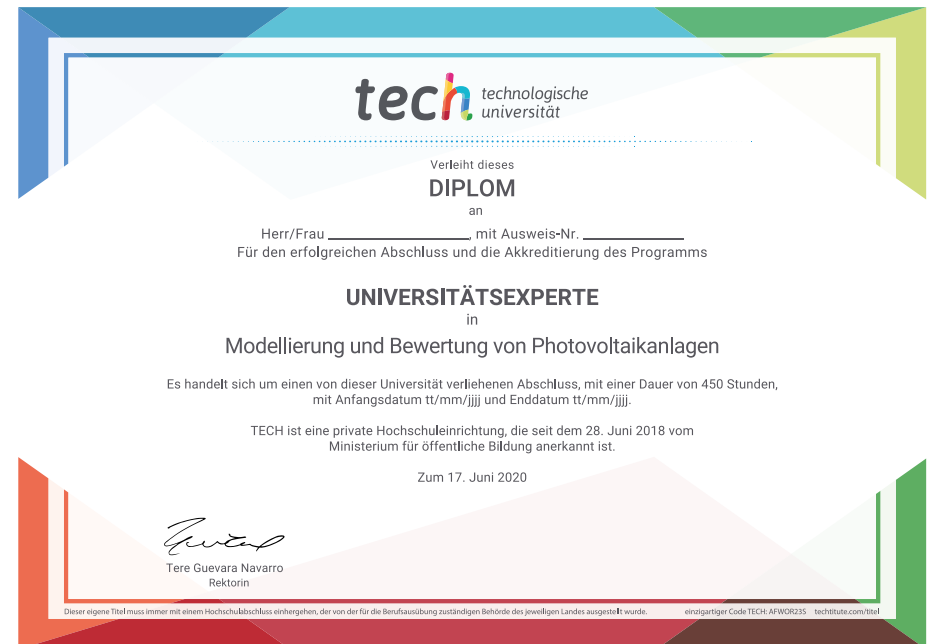 tech technologische
universität
Verleiht dieses
DIPLOM
an
Herr/Frau ____________________, mit Ausweis-Nr. ______________
Für den erfolgreichen Abschluss und die Akkreditierung des Programms
UNIVERSITÄTSEXPERTE
in
Modellierung und Bewertung von Photovoltaikanlagen
Es handelt sich um einen von dieser Universität verliehenen Abschluss, mit einer Dauer von 450 Stunden,
mit Anfangsdatum tt/mm/jjjj und Enddatum tt/mm/jjjj.
TECH ist eine private Hochschuleinrichtung, die seit dem 28. Juni 2018 vom
Ministerium für öffentliche Bildung anerkannt ist.
Zum 17. Juni 2020
Tere Guevara Navarro
Rektorin
Dieser eigene Titel muss immer mit einem Hochschulabschluss einhergehen, der von der für die Berufsausübung zuständigen Behörde des jeweiligen Landes ausgestellt wurde. einzigartiger Code TECH: AFWOR23S techtitute.com/titel